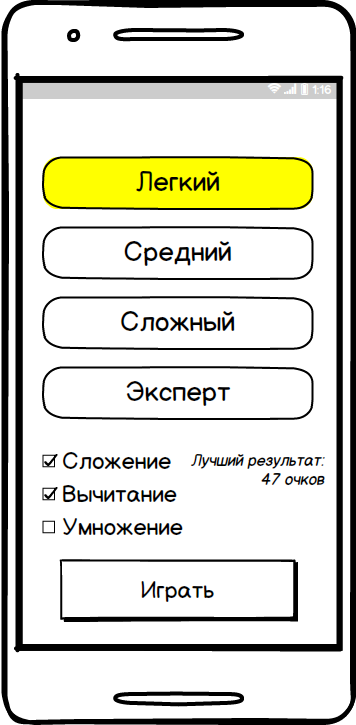 1:16
Легкий
Средний
Сложный
Эксперт
Сложение
Лучший результат:
47 очков
Вычитание
Умножение
Играть